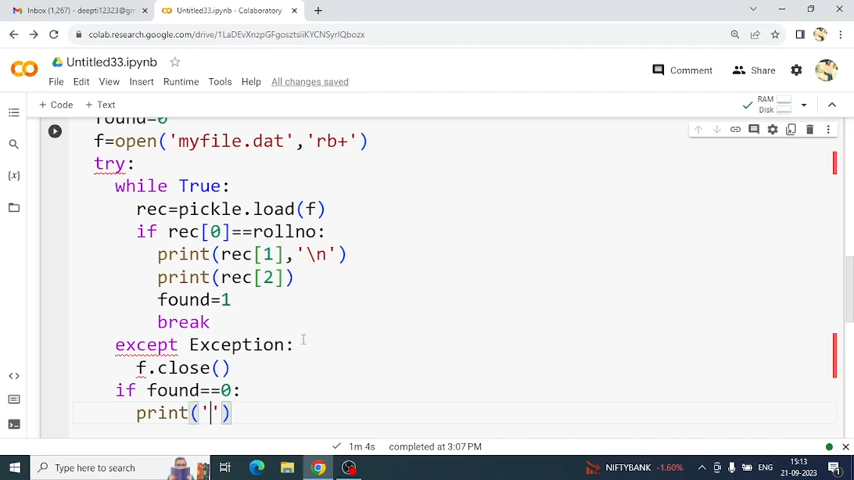 Inbox (1,267) - deepti12323@gm
Untitled33.ipynb - Colaboratory
colab.research.google.com/drive/1LaDEvXnzpGFgosztsiiKYCNSyrlQbozx
Untitled33.ipynb
Comment
Share
File Edit View Insert Runtime Tools Help All changes saved
+ Code + Text
RAM
Disk
found=0
f=open('myfile.dat','rb+')
try:
while True:
rec=pickle.load(f)
if rec[0]==rollno:
print(rec[1],'\n')
print(rec[2])
found=1
break
except Exception:
f.close()
if found==0:
print('')
1m 4s completed at 3:07 PM
Type here to search
NIFTYBANK -1.60%
ENG
15:13
21-09-2023